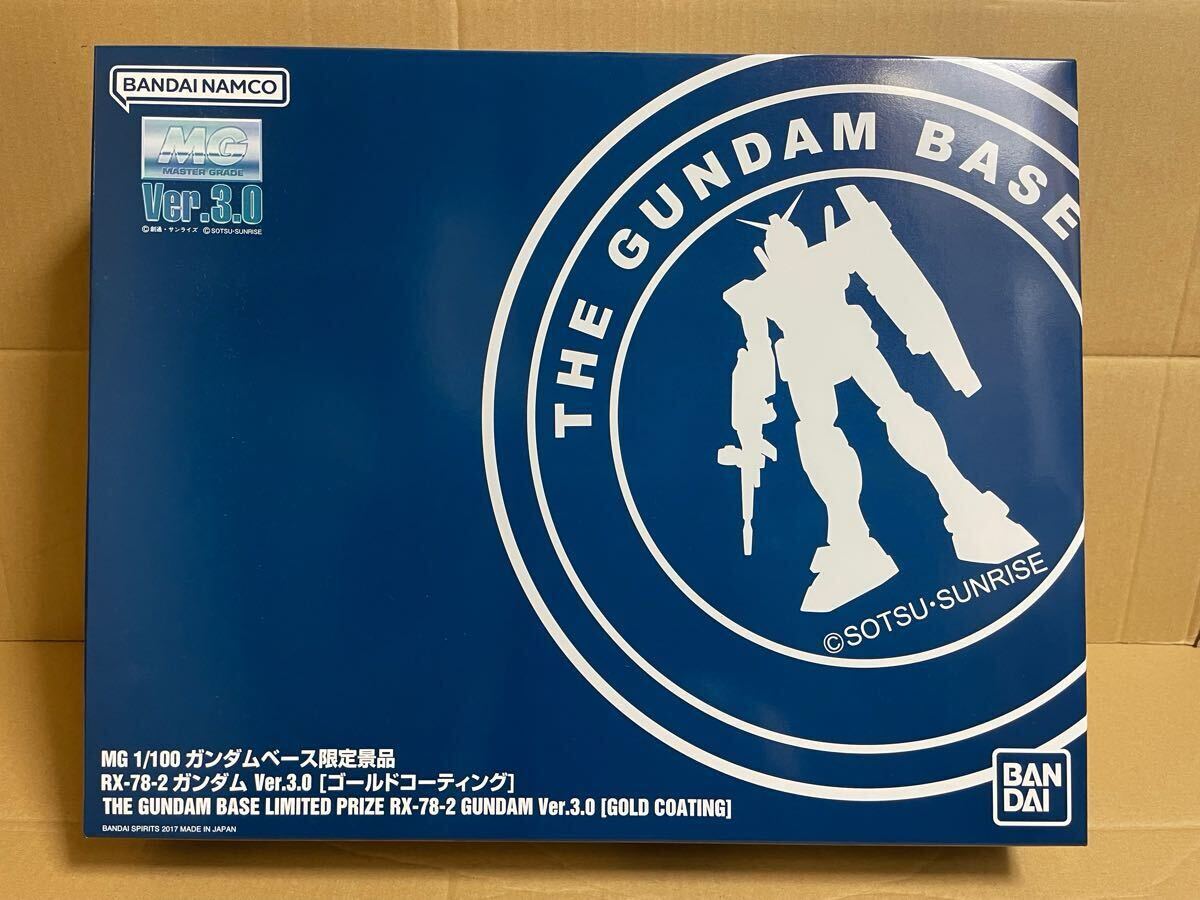 BANDAI NAMCO
MG
MASTER GRADE
Ver.3.0
©創通・サンライズ ©SOTSU・SUNRISE
THE GUNDAM BASE
©SOTSU・SUNRISE
MG 1/100 ガンダムベース限定景品
RX-78-2 ガンダム Ver.3.0 [ゴールドコーティング]
THE GUNDAM BASE LIMITED PRIZE RX-78-2 GUNDAM Ver.3.0 [GOLD COATING]
BANDAI SPIRITS 2017 MADE IN JAPAN
BAN
DAI